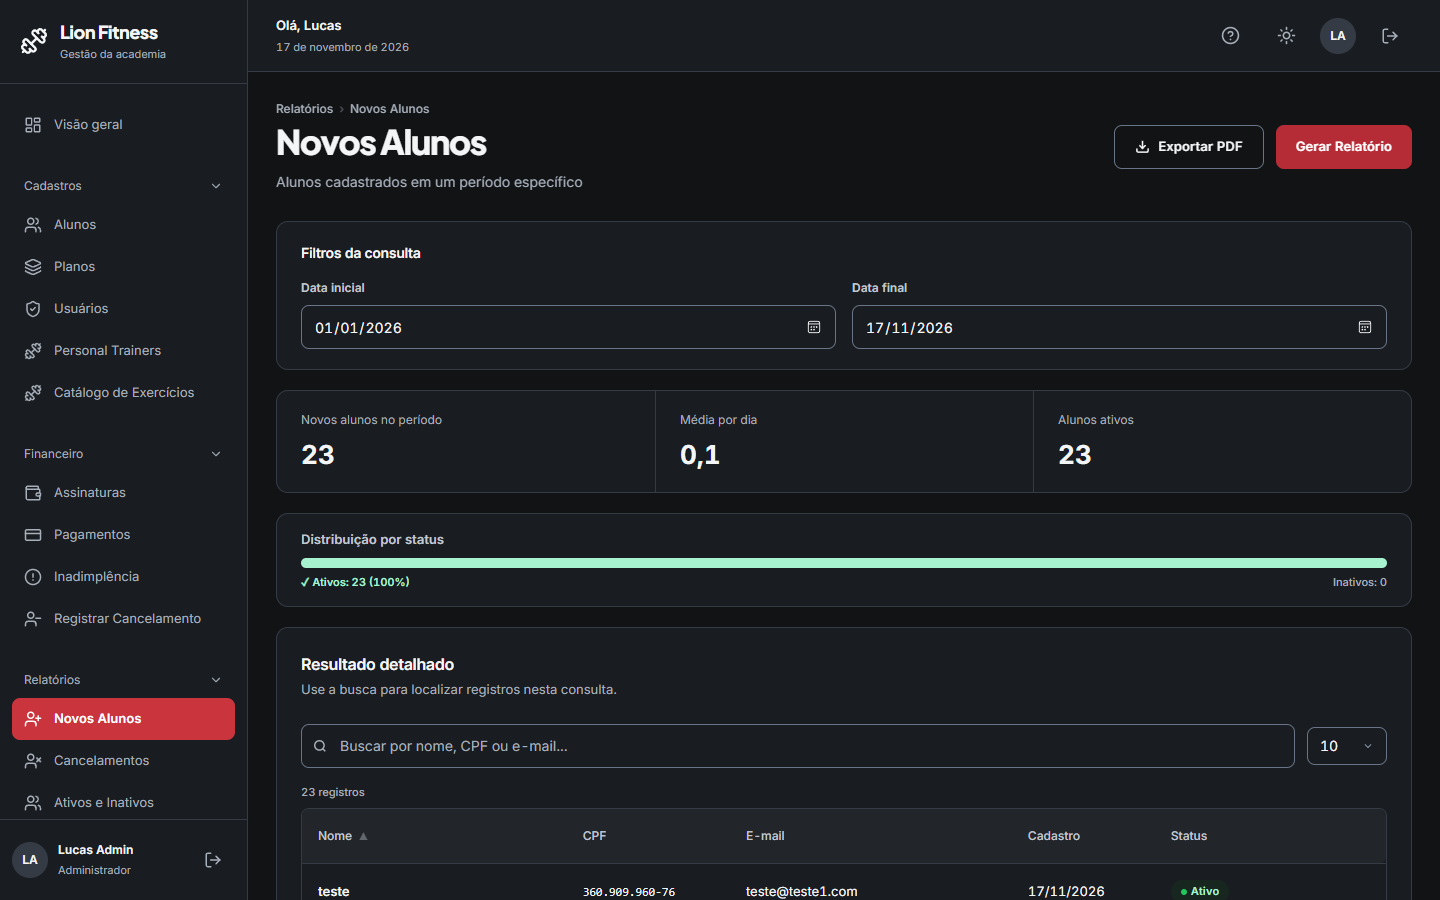 Lion Fitness
Gestão da academia
Visão geral
Cadastros
Alunos
Planos
Usuários
Personal Trainers
Catálogo de Exercícios
Financeiro
Assinaturas
Pagamentos
Inadimplência
Registrar Cancelamento
Relatórios
Novos Alunos
Cancelamentos
Ativos e Inativos
LA
Lucas Admin
Administrador
Olá, Lucas
17 de novembro de 2026
LA
Relatórios › Novos Alunos
Novos Alunos
Alunos cadastrados em um período específico
Exportar PDF
Gerar Relatório
Filtros da consulta
Data inicial
01/01/2026
Data final
17/11/2026
Novos alunos no período
23
Média por dia
0,1
Alunos ativos
23
Distribuição por status
✓ Ativos: 23 (100%)
Inativos: 0
Resultado detalhado
Use a busca para localizar registros nesta consulta.
Buscar por nome, CPF ou e-mail...
10
23 registros
Nome ▲ CPF E-mail Cadastro Status
teste 360.909.960-76 teste@teste1.com 17/11/2026 Ativo